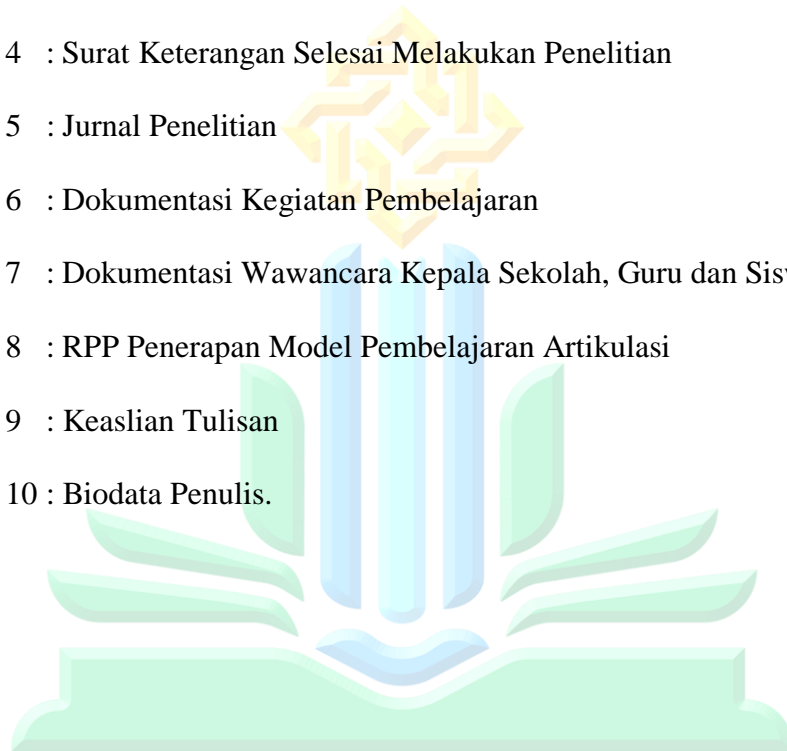 4 : Surat Keterangan Selesai Melakukan Penelitian
5 : Jurnal Penelitian
6 : Dokumentasi Kegiatan Pembelajaran
7 : Dokumentasi Wawancara Kepala Sekolah, Guru dan
8 : RPP Penerapan Model Pembelajaran Artikulasi
9 : Keaslian Tulisan
10 : Biodata Penulis.